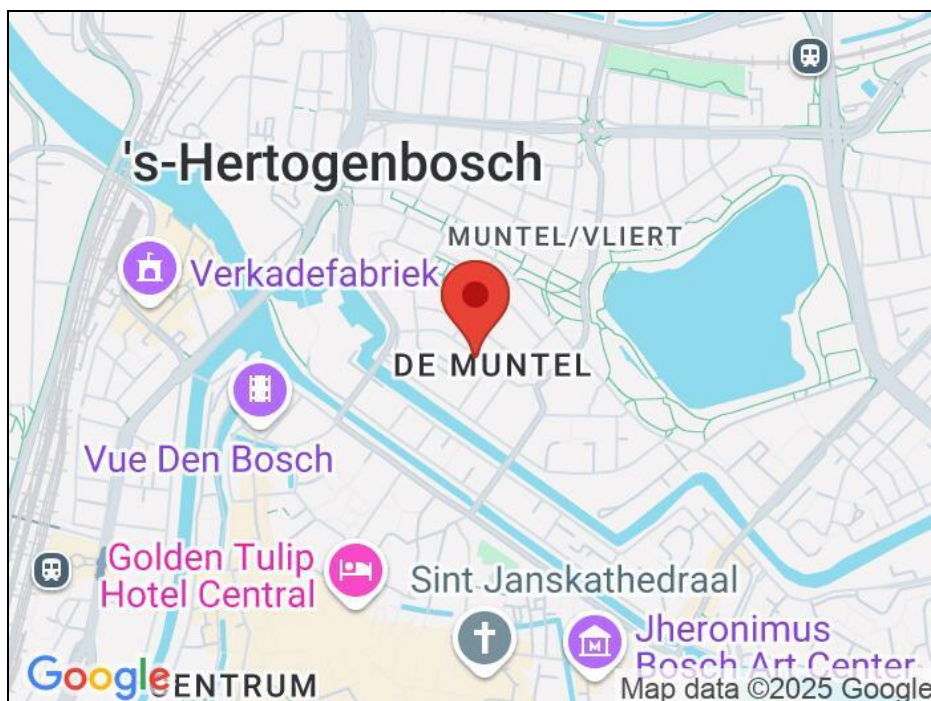 's-Hertogenbosch
MUNTEL/VLIERT
Verkadefabriek
DE MUNTEL
Vue Den Bosch
Golden Tulip
Hotel Central
Sint Janskathedraal
Jheronimus
Bosch Art Center
Google
CENTRUM
Map data ©2025 Google